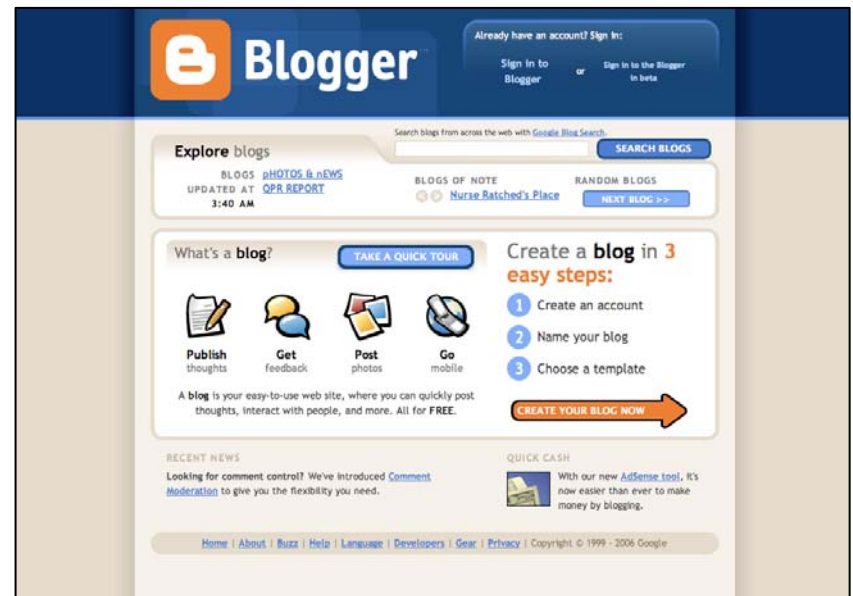 Blogger
Already have an account? Sign in:
Sign in to
Blogger
or
Sign in to the Blogger
in beta
Search blogs from across the web with Google Blog Search.
SEARCH BLOGS
Explore blogs
BLOGS
UPDATED AT
3:40 AM
pHOTOS & nEWS
QPR REPORT
BLOGS OF NOTE
Nurse Ratched's Place
RANDOM BLOGS
NEXT BLOG >>
What's a blog?
TAKE A QUICK TOUR
Publish
thoughts
Get
feedback
Post
photos
Go
mobile
A blog is your easy-to-use web site, where you can quickly post
thoughts, interact with people, and more. All for FREE.
Create a blog in 3
easy steps:
1 Create an account
2 Name your blog
3 Choose a template
CREATE YOUR BLOG NOW
RECENT NEWS
Looking for comment control? We've introduced Comment
Moderation to give you the flexibility you need.
QUICK CASH
With our new AdSense tool, it's
now easier than ever to make
money by blogging.
Home | About | Buzz | Help | Language | Developers | Gear | Privacy | Copyright © 1999 - 2006 Google